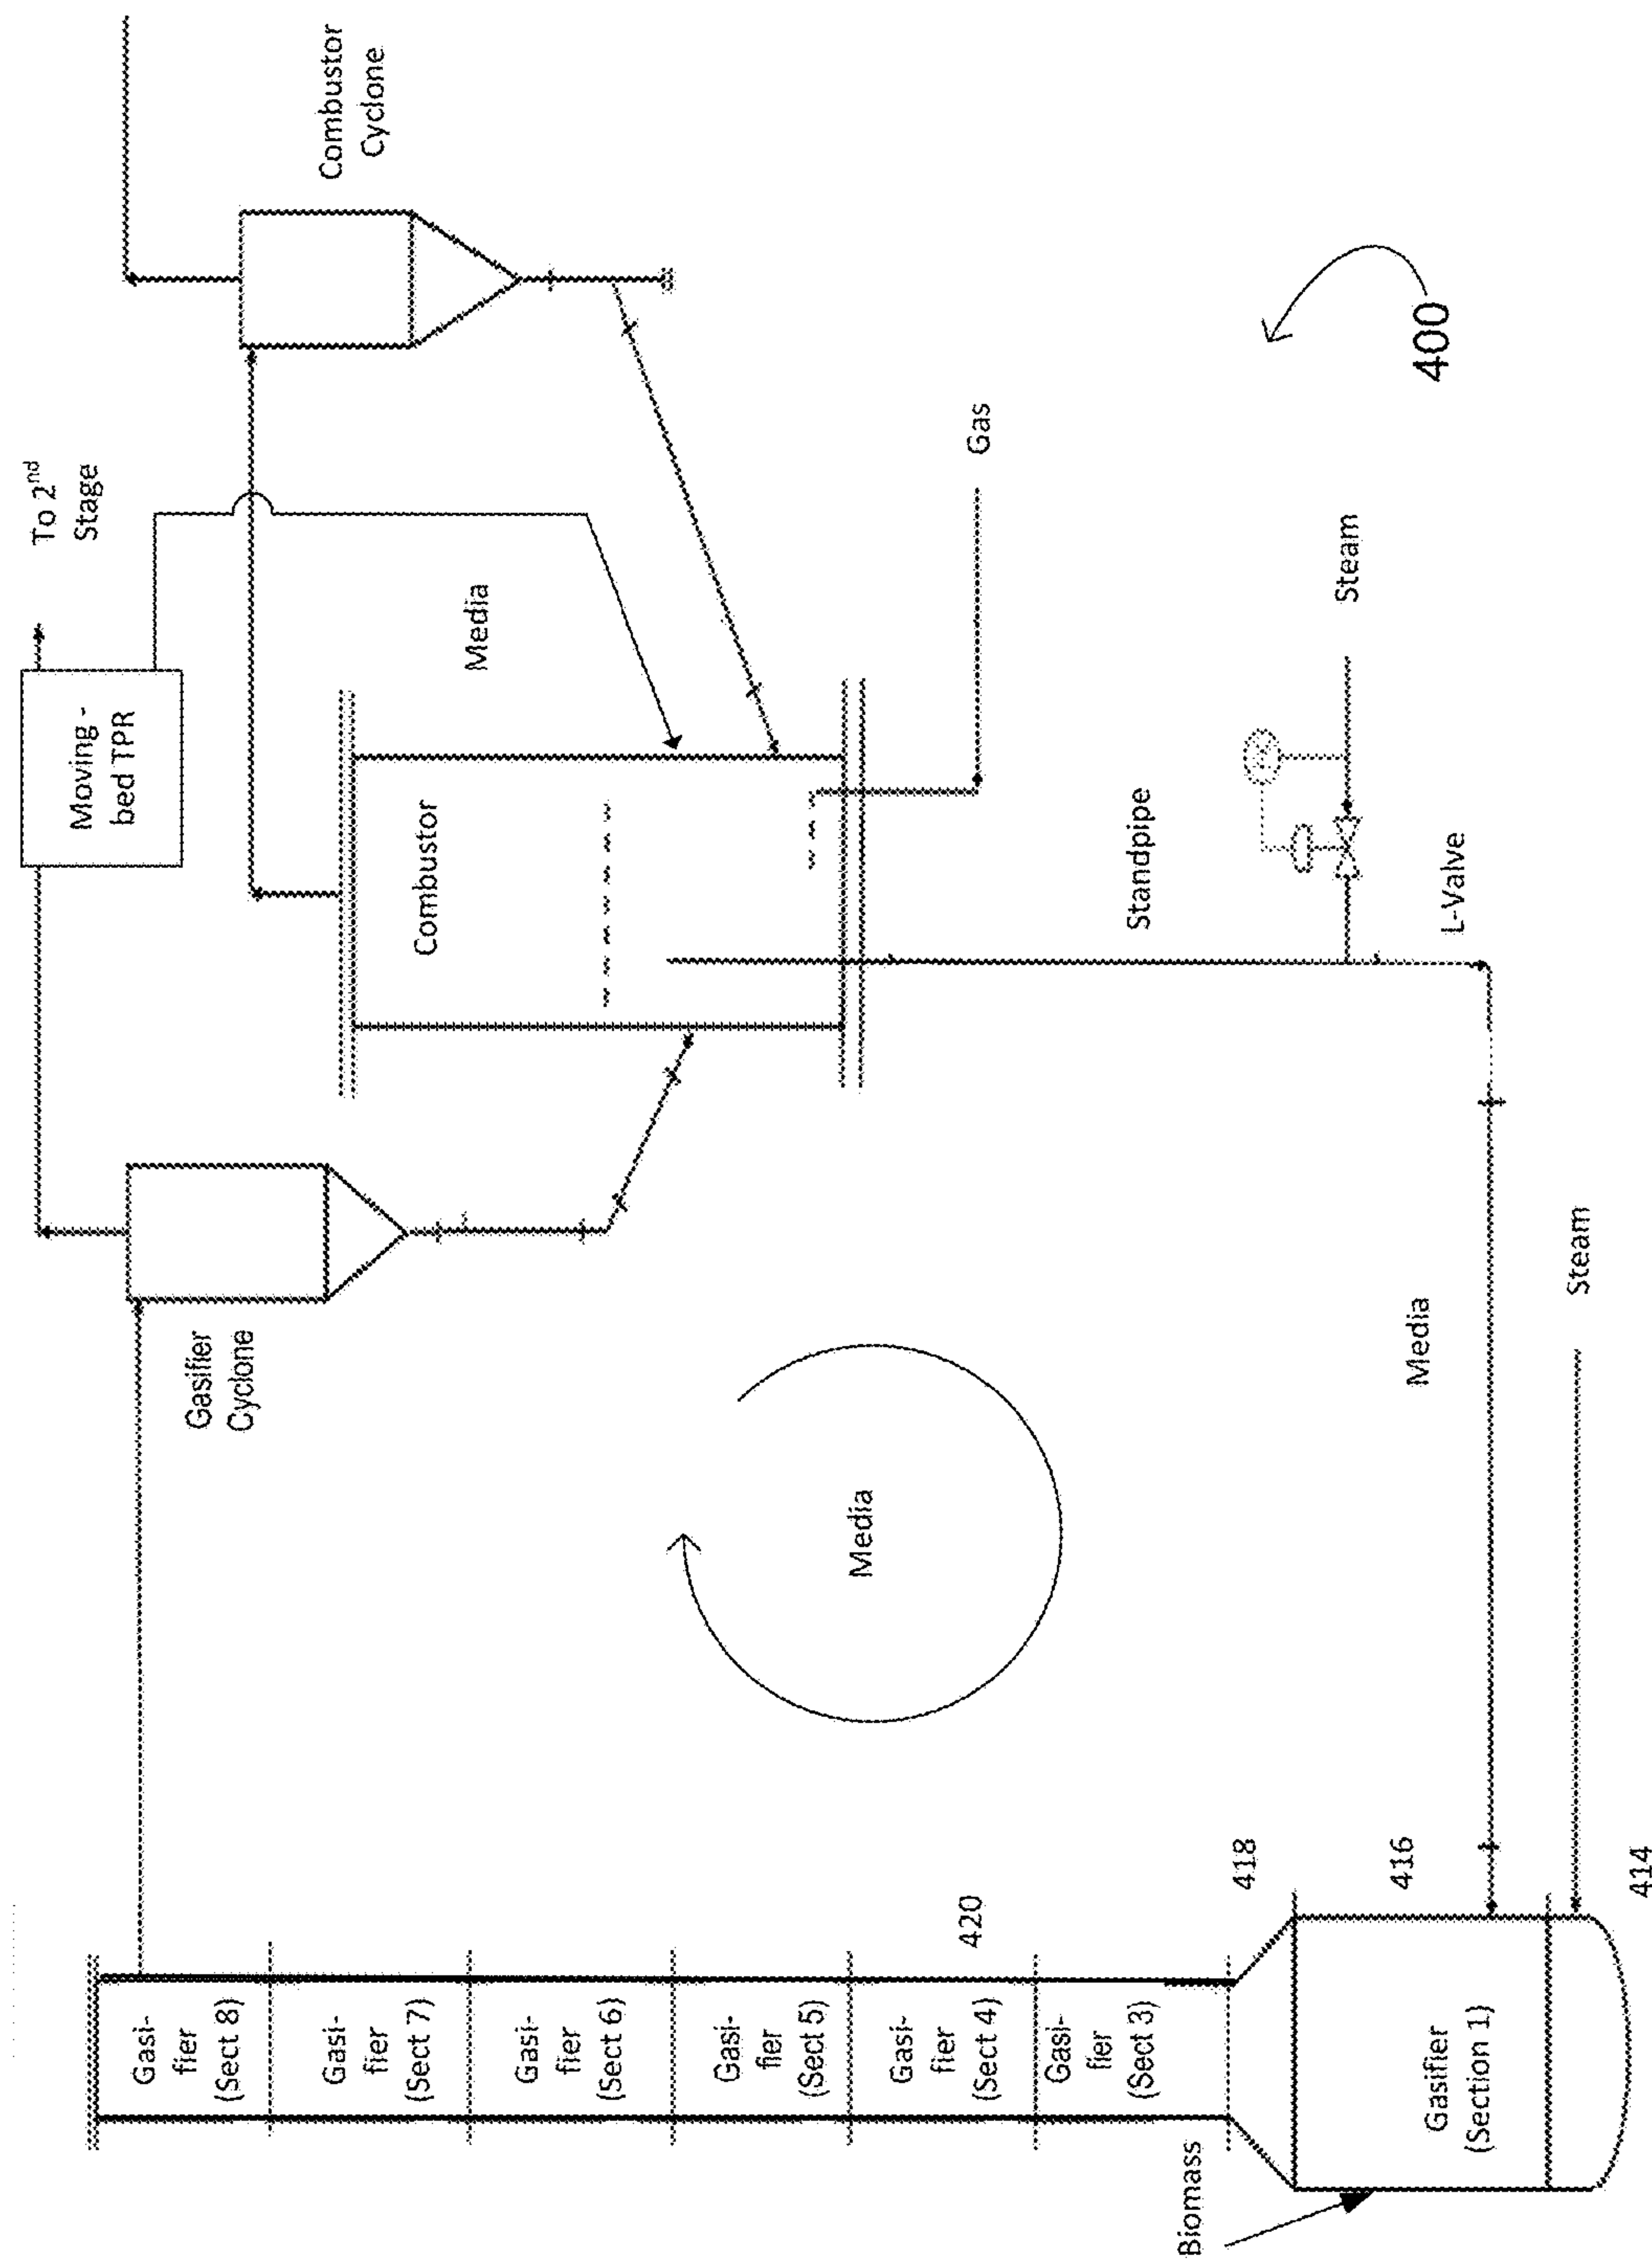 To 2nd
Stage
Moving -
bed TPR
Combustor
Cyclone
Gasifier
Cyclone
Combustor
Media
Gas
Standpipe
Steam
L-Valve
400
Media
Media
Steam
Gasi-
fier
(Sect 8)
Gasi-
fier
(Sect 7)
Gasi-
fier
(Sect 6)
Gasi-
fier
(Sect 5)
Gasi-
fier
(Sect 4)
Gasi-
fier
(Sect 3)
420
418
416
414
Biomass
Gasifier
(Section 1)